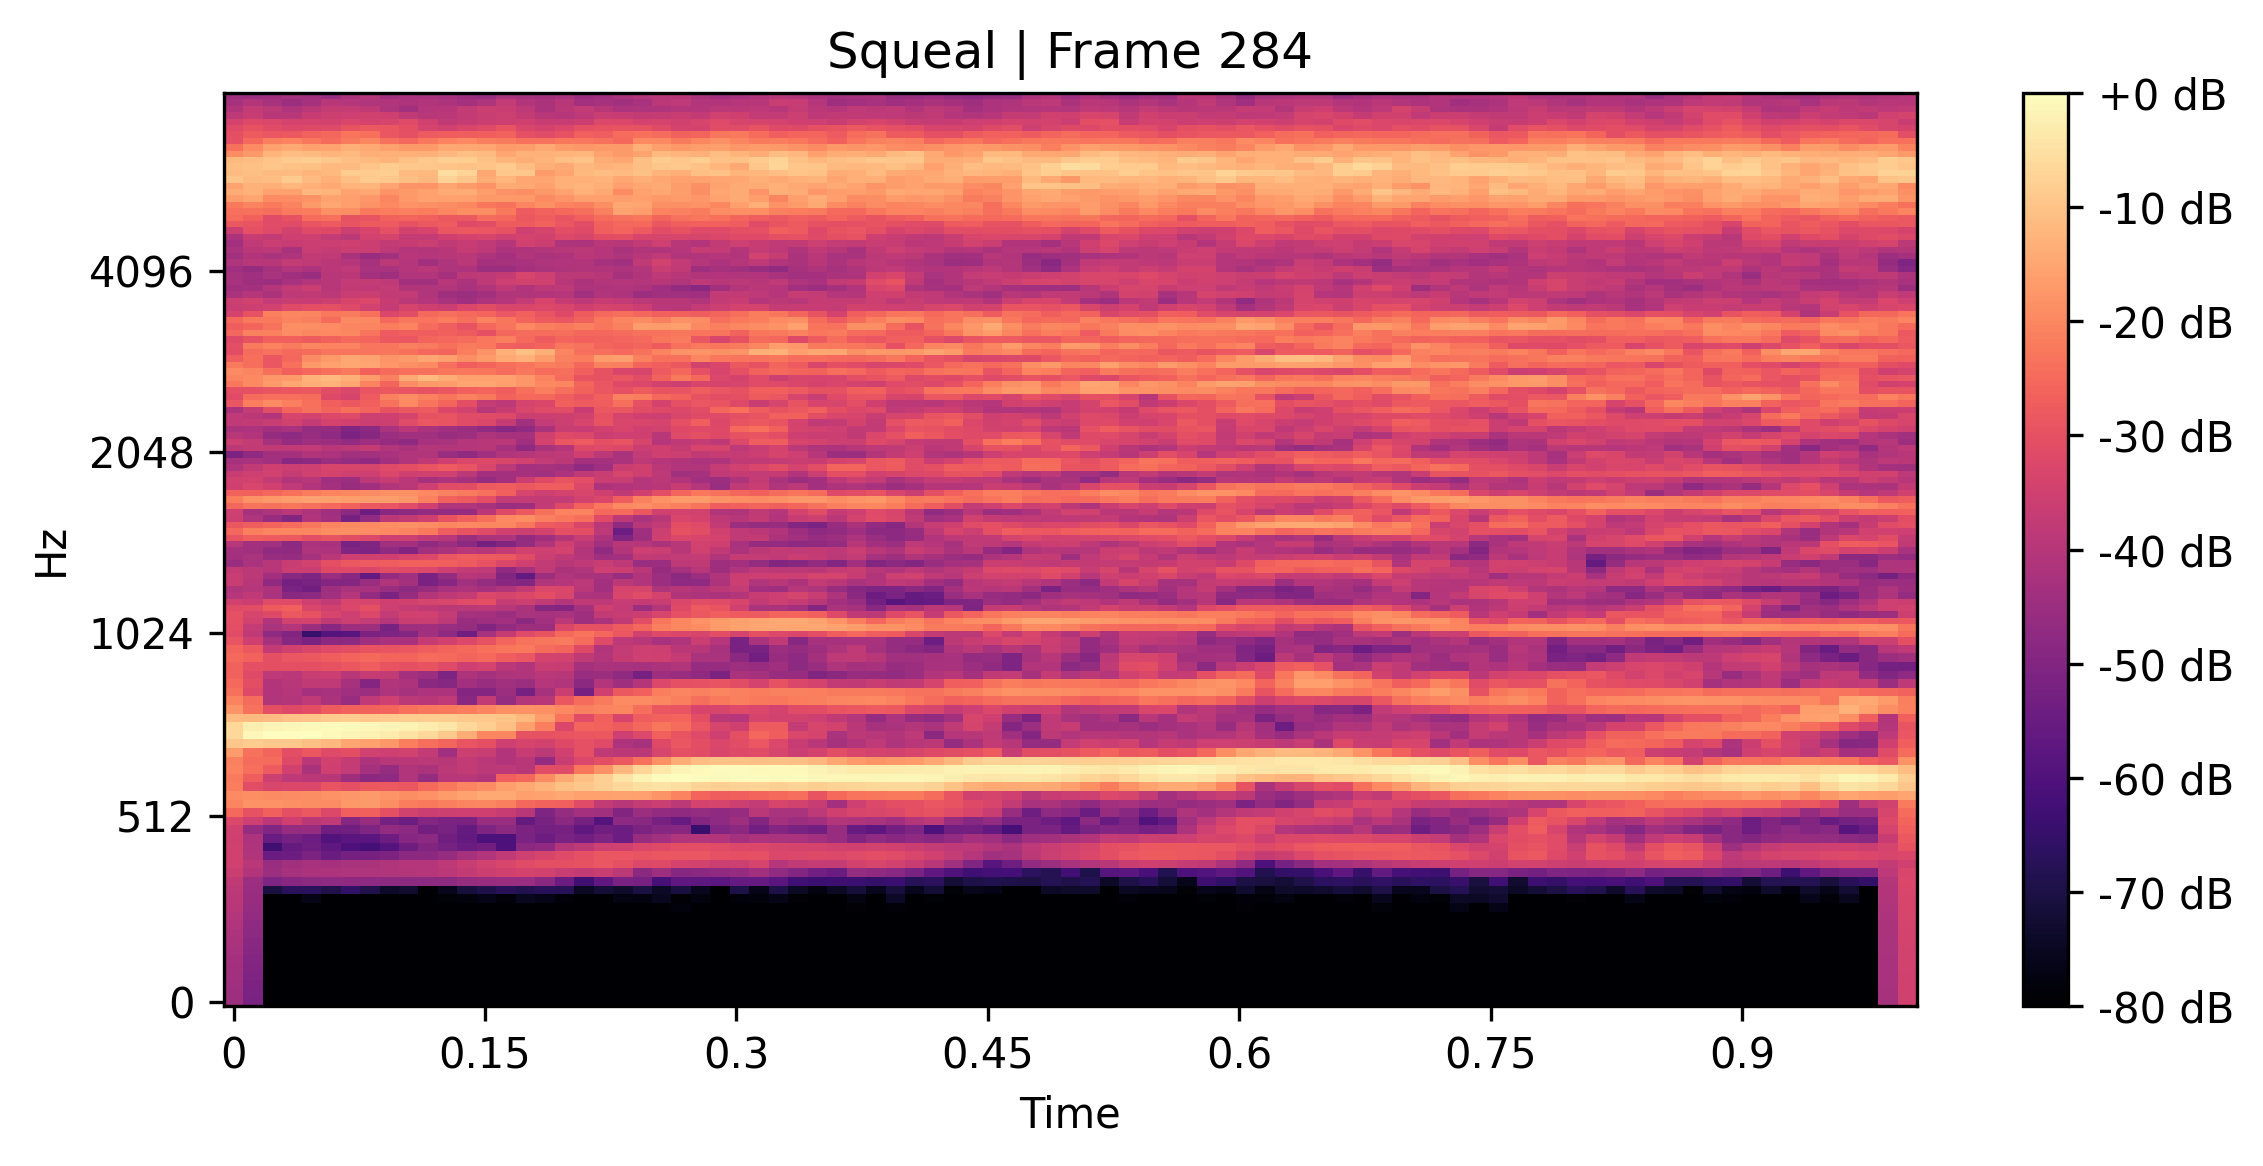 Squeal | Frame 284
Hz
4096
2048
1024
512
0
0 0.15 0.3 0.45 0.6 0.75 0.9
Time
+0 dB
-10 dB
-20 dB
-30 dB
-40 dB
-50 dB
-60 dB
-70 dB
-80 dB